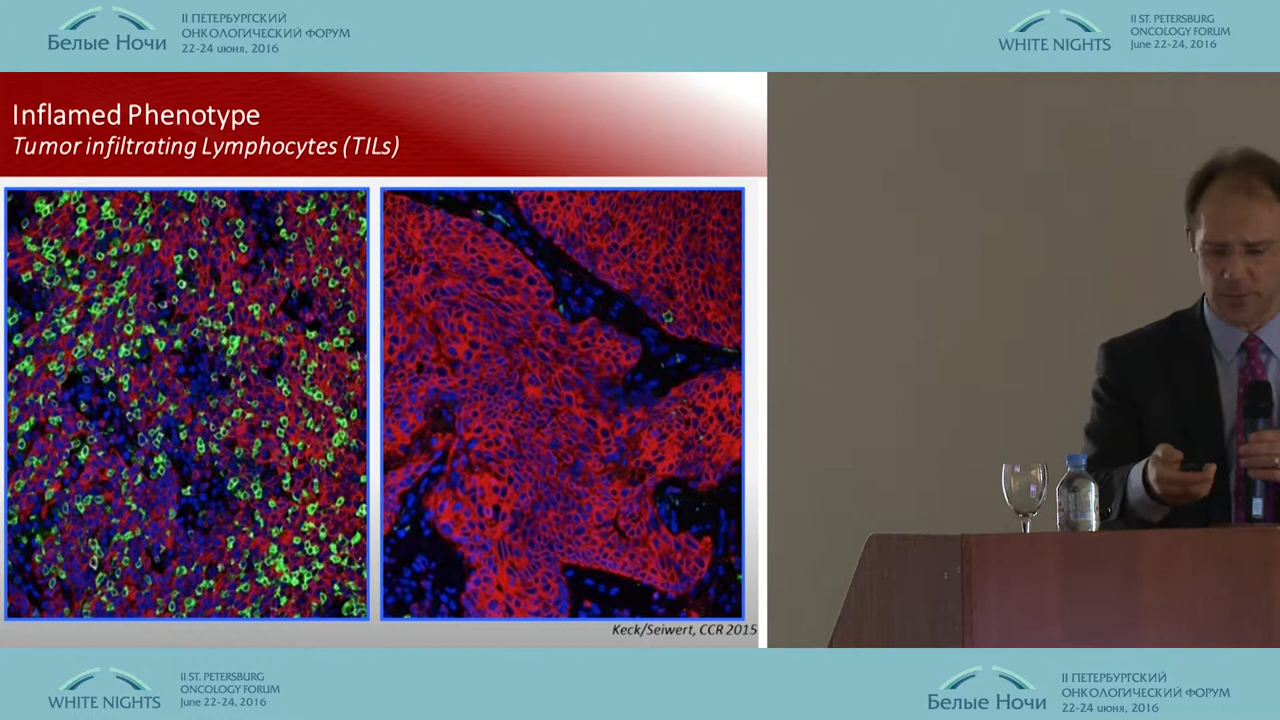 Белые Ночи
II ПЕТЕРБУРГСКИЙ
ОНКОЛОГИЧЕСКИЙ ФОРУМ
22-24 июня, 2016
WHITE NIGHTS
II ST. PETERSBURG
ONCOLOGY FORUM
June 22-24, 2016
Inflamed Phenotype
Tumor infiltrating Lymphocytes (TILs)
Keck/Seiwert, CCR 2015
WHITE NIGHTS
II ST. PETERSBURG
ONCOLOGY FORUM
June 22-24, 2016
Белые Ночи
II ПЕТЕРБУРГСКИЙ
ОНКОЛОГИЧЕСКИЙ ФОРУМ
22-24 июня, 2016